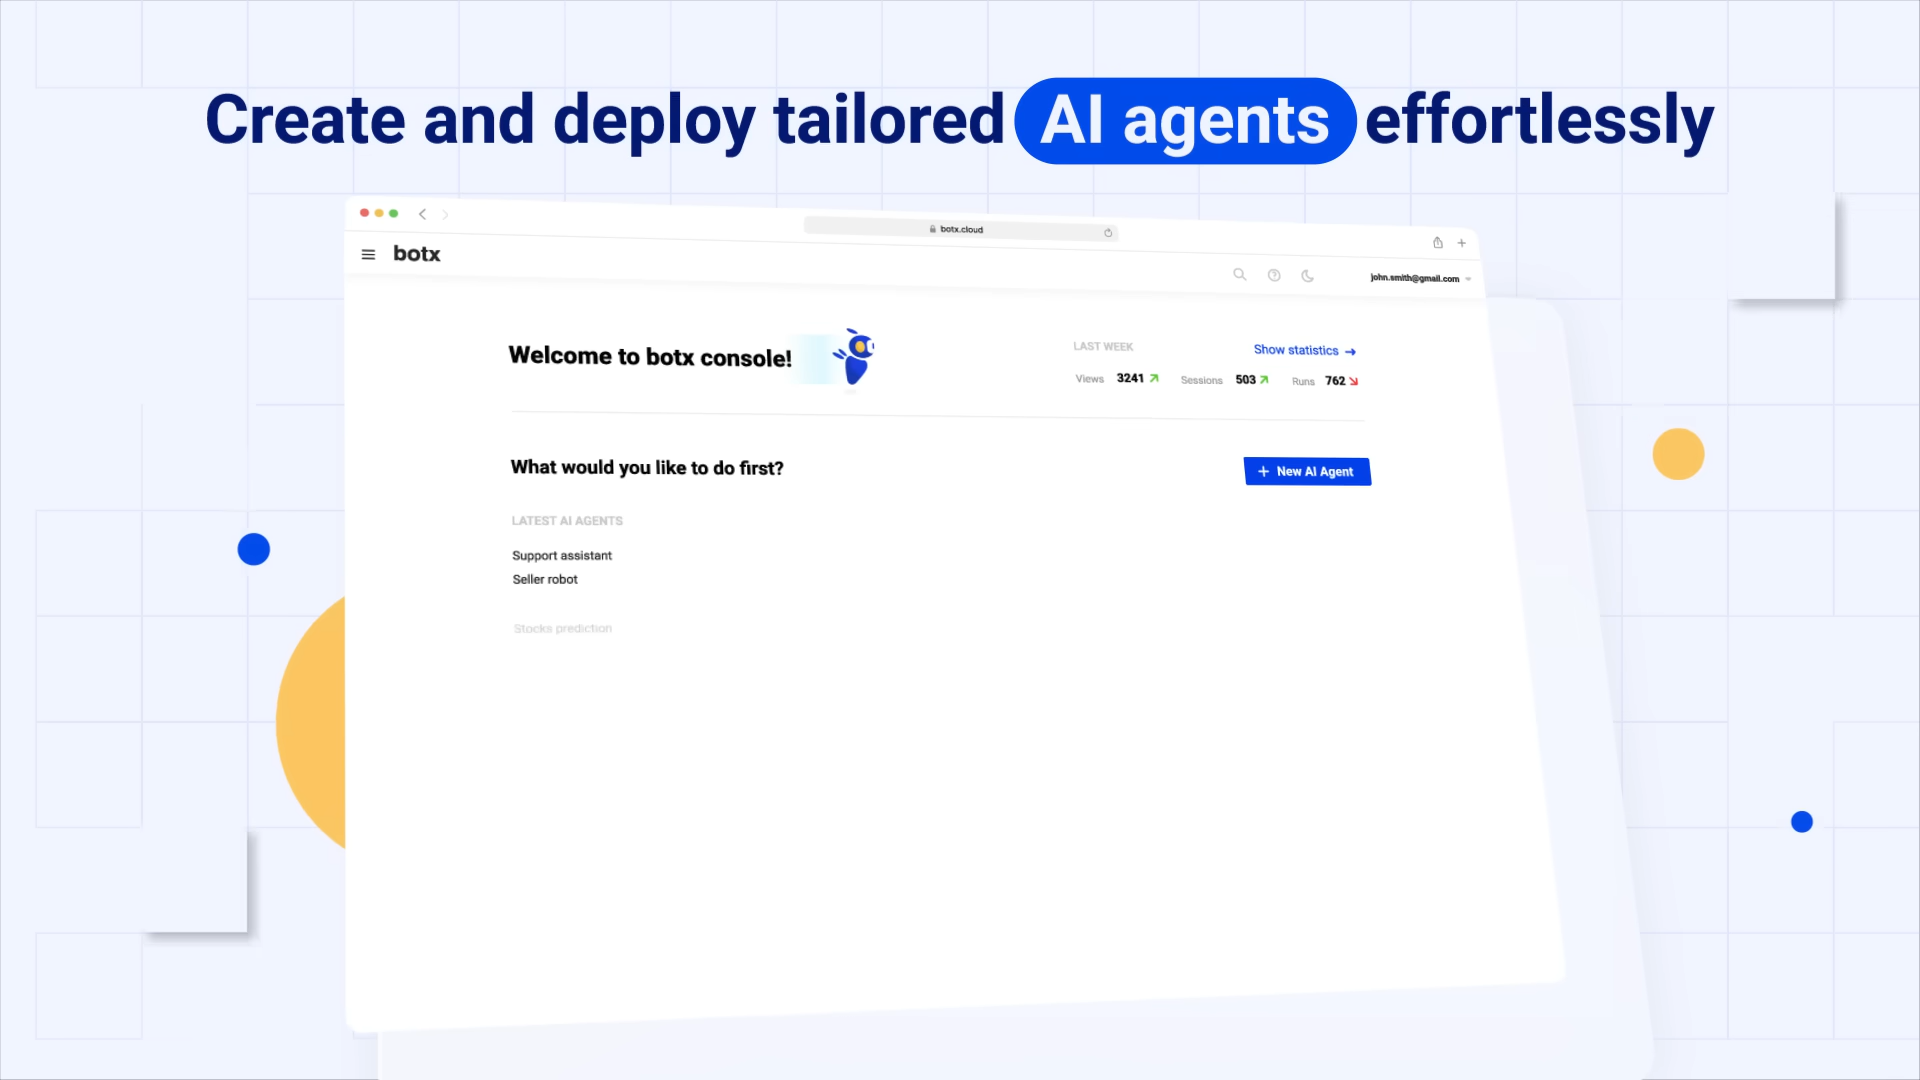 Create and deploy tailored AI agents effortlessly
botx.cloud
botx
john.smith@gmail.com
Welcome to botx console!
LAST WEEK
Show statistics →
Views 3241 Sessions 503 Runs 762
What would you like to do first?
+ New AI Agent
LATEST AI AGENTS
Support assistant
Seller robot
Stocks prediction